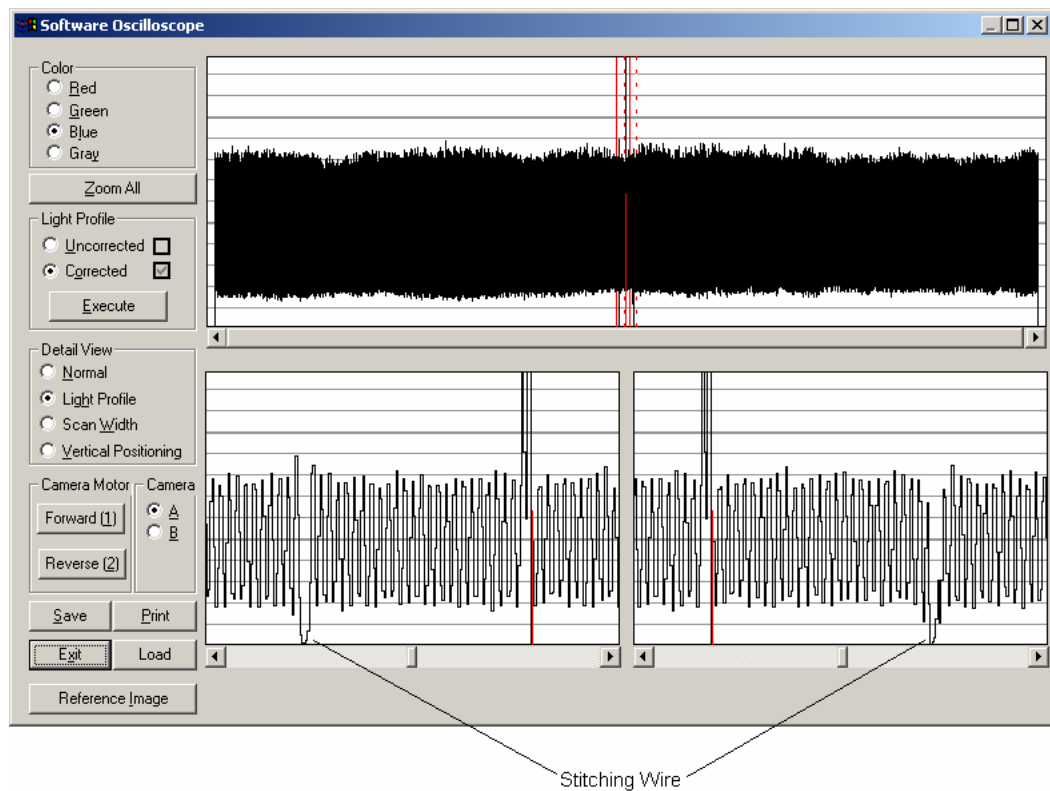 Software Oscilloscope
Color
Red
Green
Blue
Gray
Zoom All
Light Profile
Uncorrected
Corrected
Execute
Detail View
Normal
Light Profile
Scan Width
Vertical Positioning
Camera Motor
Forward (1)
Reverse (2)
Camera
A
B
Save
Print
Exit
Load
Reference Image
Stitching Wire